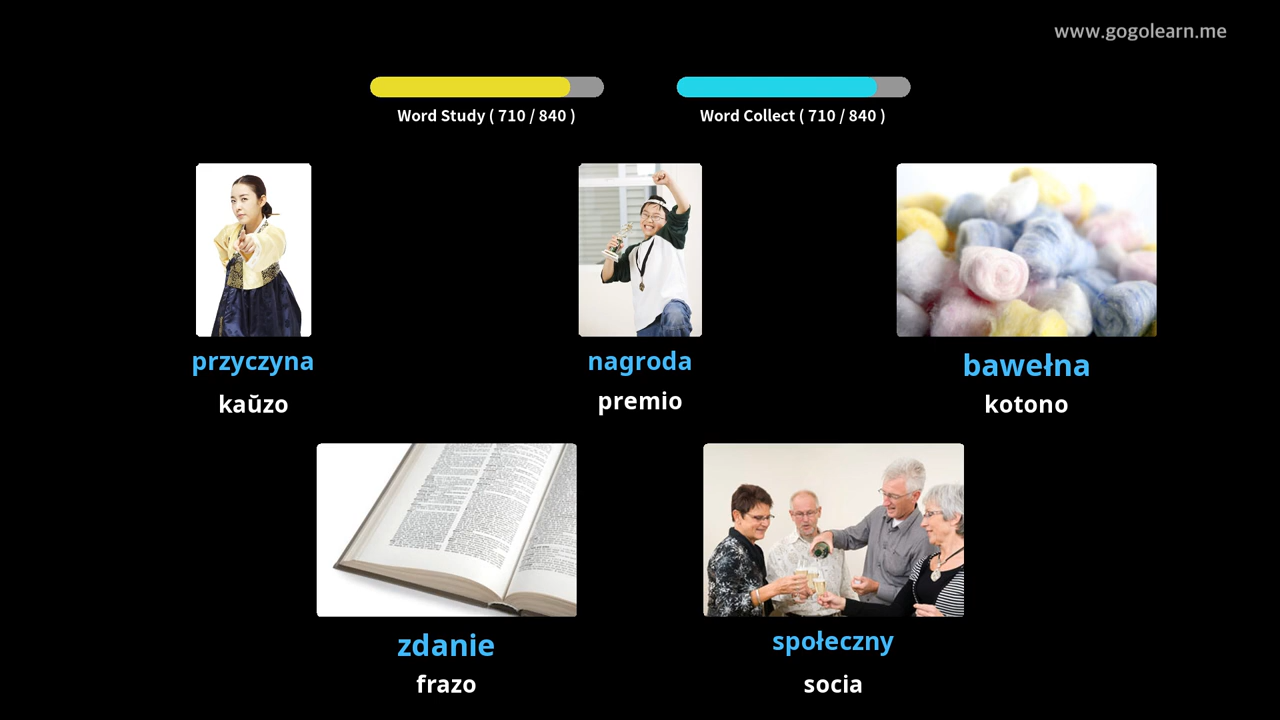 www.gogolearn.me
Word Study ( 710 / 840 )
Word Collect ( 710 / 840 )
przyczyna
kaŭzo
nagroda
premio
bawełna
kotono
zdanie
frazo
społeczny
socia